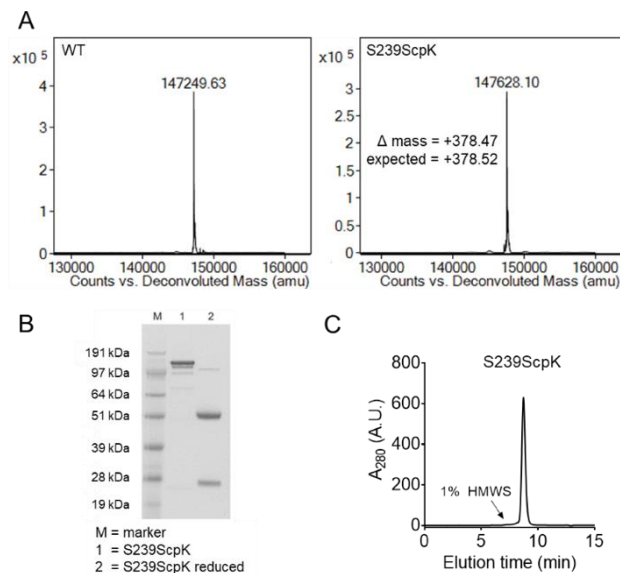 A
WT
x10 5
147249.63
4
3
2
1
0
130000 140000 150000 160000
Counts vs. Deconvoluted Mass (amu)
S239ScpK
x10 5
147628.10
Δ mass = +378.47
expected = +378.52
3
2.5
2
1.5
1
0.5
0
130000 140000 150000 160000
Counts vs. Deconvoluted Mass (amu)
B
M 1 2
191 kDa
97 kDa
64 kDa
51 kDa
39 kDa
28 kDa
19 kDa
M = marker
1 = S239ScpK
2 = S239ScpK reduced
C
S239ScpK
A280 (A.U.)
800
600
400
200
0
1% HMWS
0 5 10 15
Elution time (min)